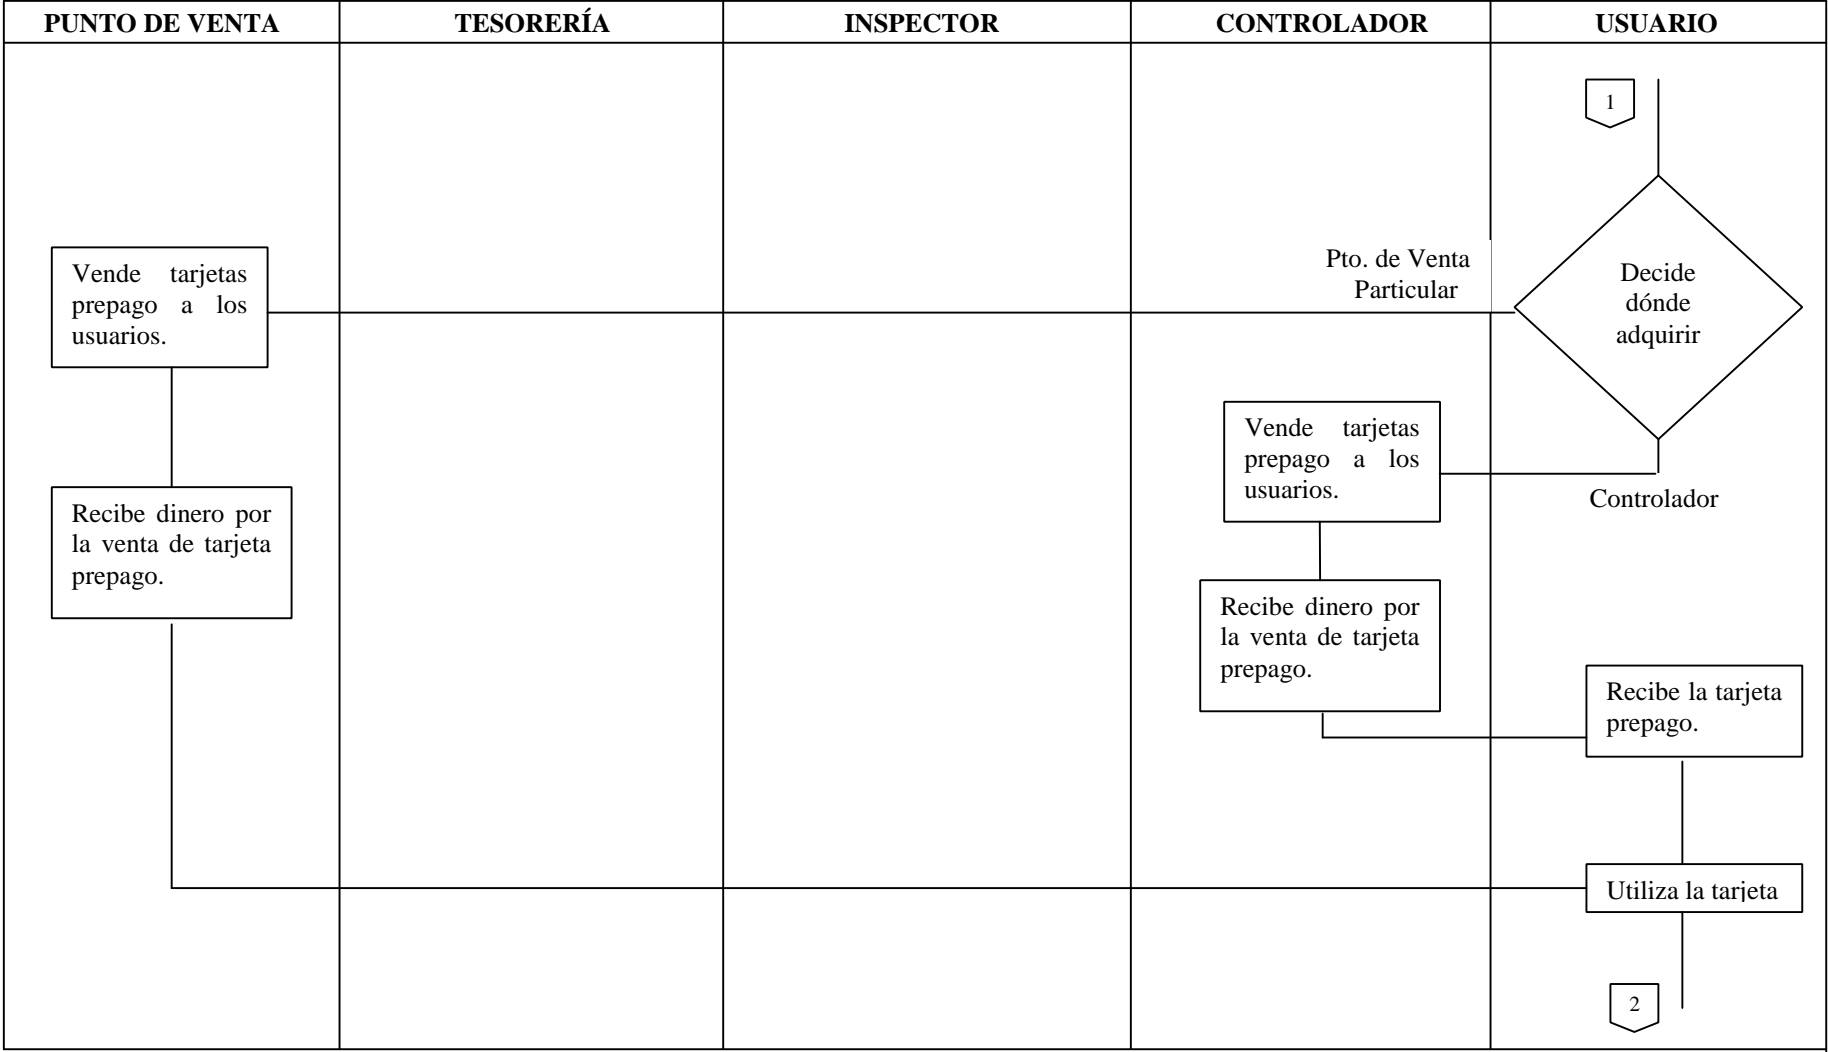 PUNTO DE VENTA
TESORERÍA
INSPECTOR
CONTROLADOR
USUARIO
1
Pto. de Venta
Particular
Decide
dónde
adquirir
Vende tarjetas
prepago a los
usuarios.
Vende tarjetas
prepago a los
usuarios.
Controlador
Recibe dinero por
la venta de tarjeta
prepago.
Recibe dinero por
la venta de tarjeta
prepago.
Recibe la tarjeta
prepago.
Utiliza la tarjeta
2